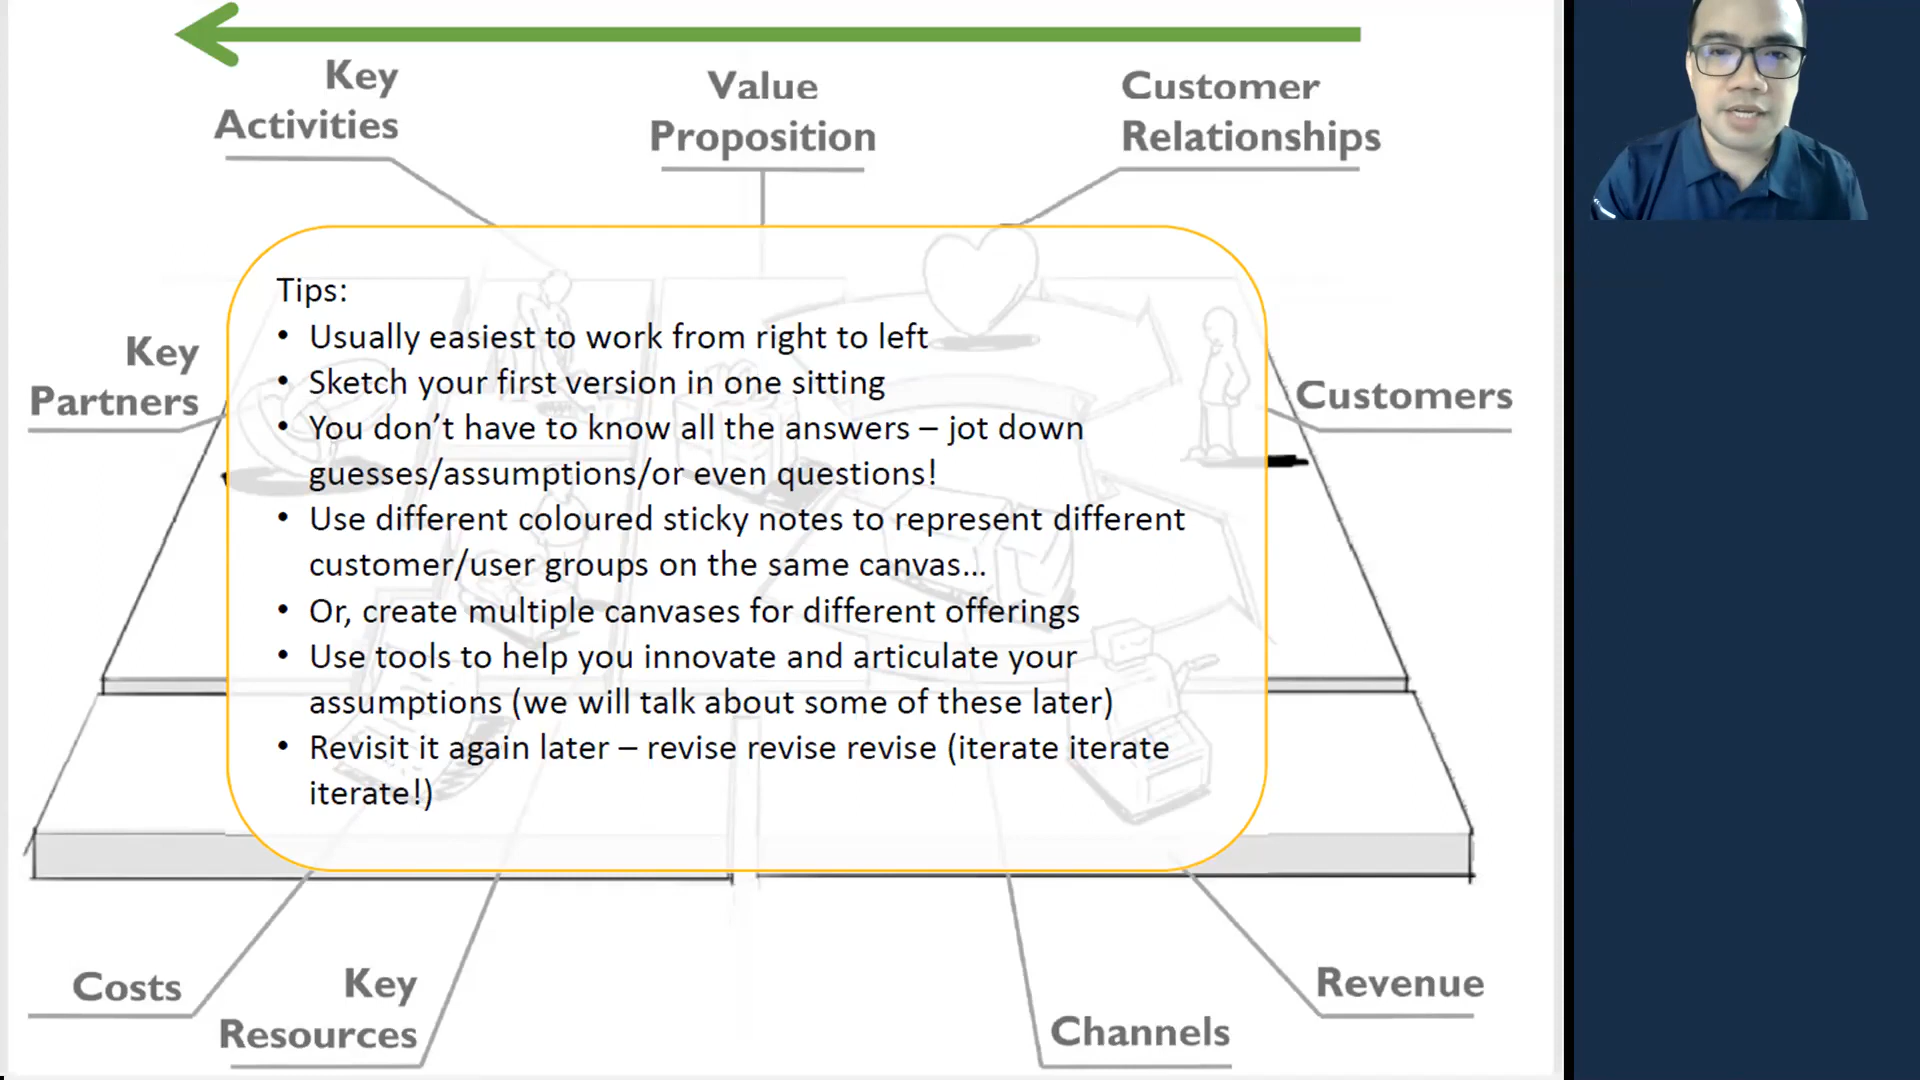 Key
Activities
Value
Proposition
Customer
Relationships
Key
Partners
Customers
Tips:
• Usually easiest to work from right to left
• Sketch your first version in one sitting
• You don’t have to know all the answers – jot down
guesses/assumptions/or even questions!
• Use different coloured sticky notes to represent different
customer/user groups on the same canvas…
• Or, create multiple canvases for different offerings
• Use tools to help you innovate and articulate your
assumptions (we will talk about some of these later)
• Revisit it again later – revise revise revise (iterate iterate
iterate!)
Costs
Key
Resources
Channels
Revenue